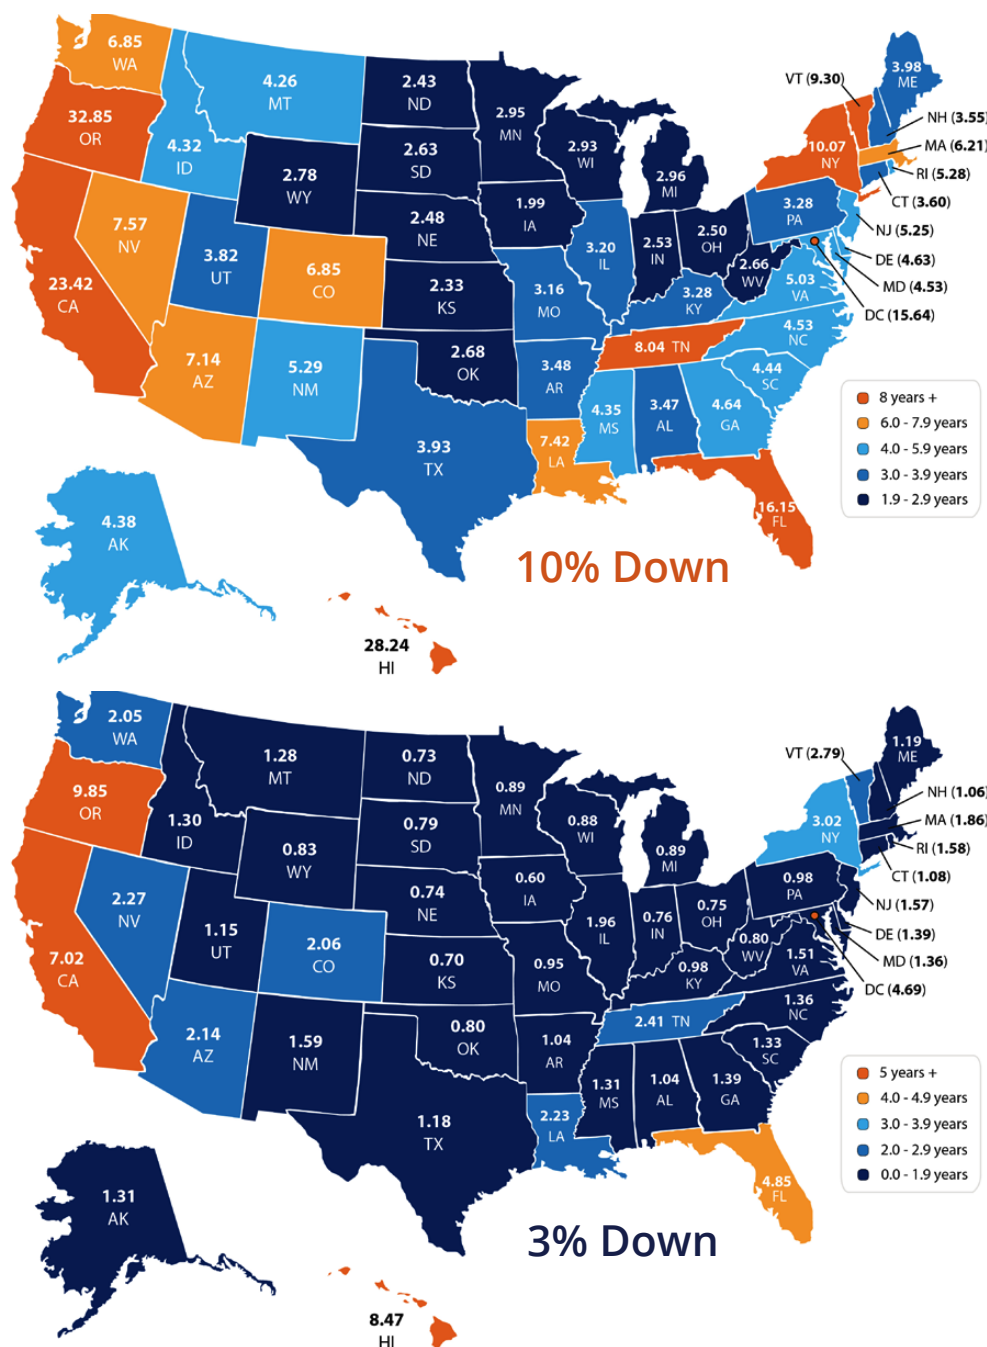 6.85
WA
32.85
OR
23.42
CA
7.57
NV
4.32
ID
4.26
MT
2.78
WY
3.82
UT
6.85
CO
7.14
AZ
5.29
NM
2.43
ND
2.63
SD
2.48
NE
2.33
KS
2.68
OK
3.93
TX
2.95
MN
1.99
IA
3.16
MO
3.48
AR
7.42
LA
2.93
WI
3.20
IL
2.96
MI
2.53
IN
2.50
OH
3.28
KY
8.04 TN
4.35
MS
3.47
AL
4.64
GA
16.15
FL
4.44
SC
4.53
NC
5.03
VA
2.66
WV
3.28
PA
10.07
NY
3.98
ME
VT (9.30)
NH (3.55)
MA (6.21)
RI (5.28)
CT (3.60)
NJ (5.25)
DE (4.63)
MD (4.53)
DC (15.64)
4.38
AK
28.24
HI
8 years +
6.0 - 7.9 years
4.0 - 5.9 years
3.0 - 3.9 years
1.9 - 2.9 years
10% Down
2.05
WA
9.85
OR
7.02
CA
2.27
NV
1.30
ID
1.28
MT
0.83
WY
1.15
UT
2.06
CO
2.14
AZ
1.59
NM
0.73
ND
0.79
SD
0.74
NE
0.70
KS
0.80
OK
1.18
TX
0.89
MN
0.60
IA
0.95
MO
1.04
AR
2.23
LA
0.88
WI
1.96
IL
0.89
MI
0.76
IN
0.75
OH
0.98
KY
2.41 TN
1.31
MS
1.04
AL
1.39
GA
4.85
FL
1.33
SC
1.36
NC
1.51
VA
0.80
WV
0.98
PA
3.02
NY
1.19
ME
VT (2.79)
NH (1.06)
MA (1.86)
RI (1.58)
CT (1.08)
NJ (1.57)
DE (1.39)
MD (1.36)
DC (4.69)
1.31
AK
8.47
HI
5 years +
4.0 - 4.9 years
3.0 - 3.9 years
2.0 - 2.9 years
0.0 - 1.9 years
3% Down